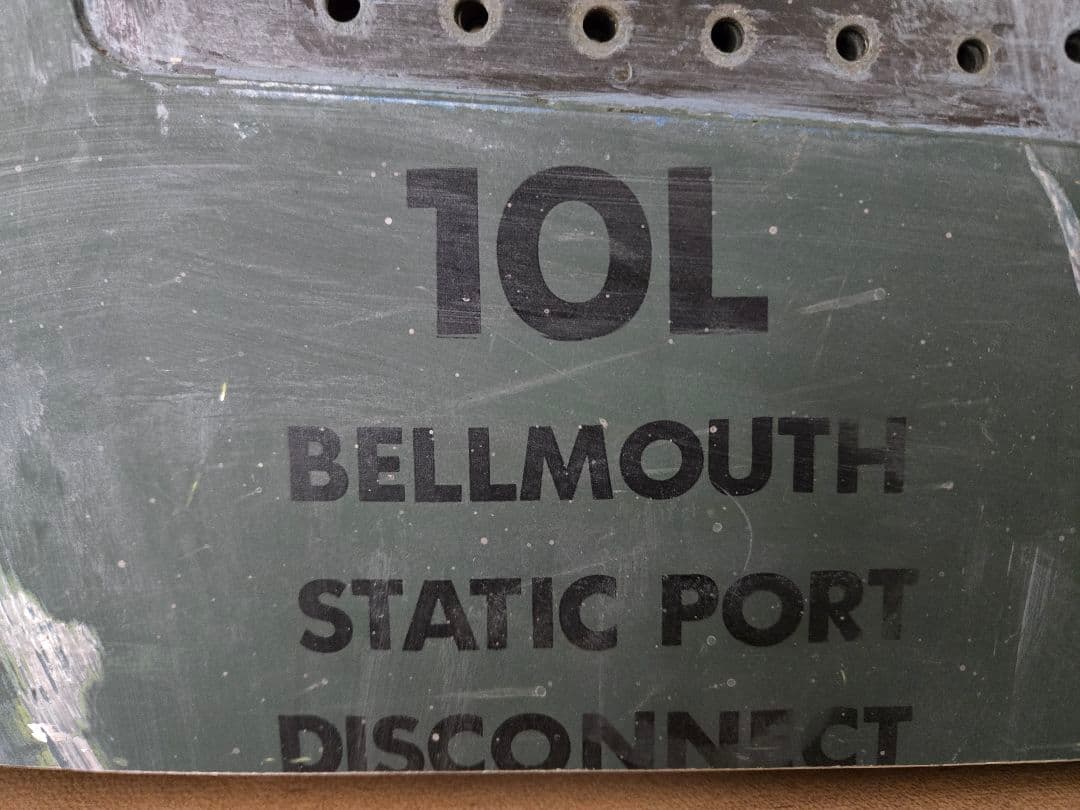 10L
BELLMOUTH
STATIC PORT
DISCONNECT